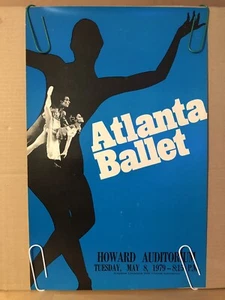 Atlanta
Ballet
HOWARD AUDITORIUM
TUESDAY, MAY 8, 1979